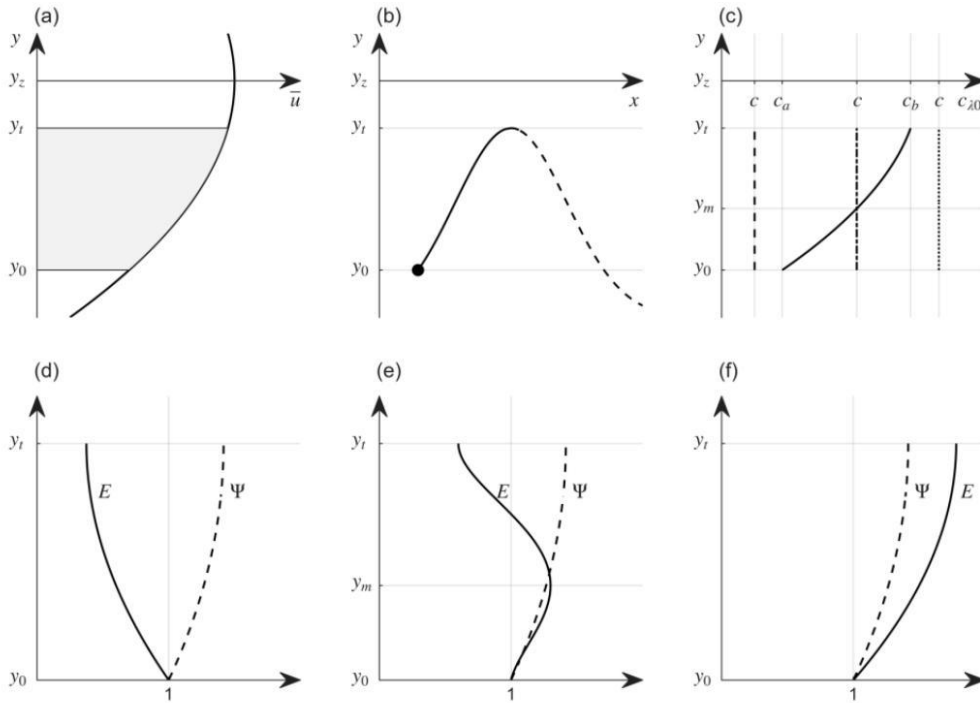 (a)
y
y_z
y_t
y_0
ū
(b)
y
y_z
y_t
y_0
x
(c)
y
y_z
c c_a c c_b c c_λ0
y_t
y_m
y_0
(d)
y_t
E Ψ
y_0
1
(e)
y_t
E Ψ
y_m
y_0
1
(f)
y_t
Ψ E
y_0
1